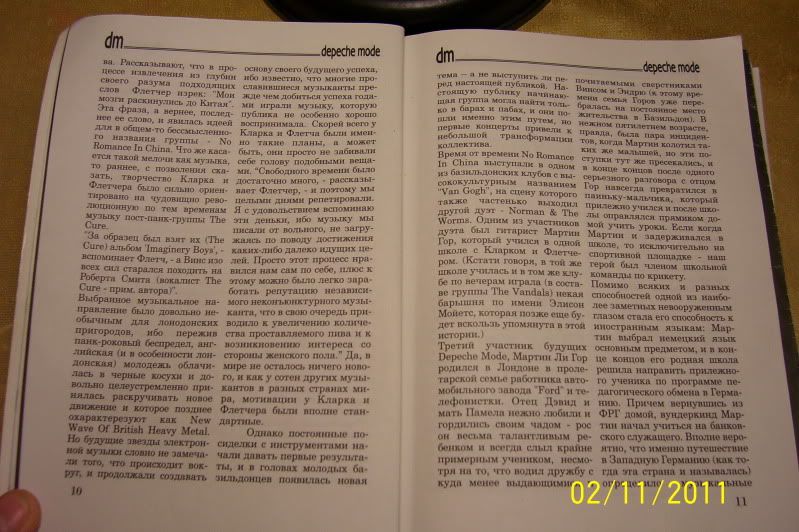 dm
depeche mode
ва. Рассказывают, что в про-
цессе извлечения из глубин
своего разума подходящих
слов Флетчер изрек: "Мои
мозги раскинулись до Китая".
Эта фраза, а вернее, послед-
нее ее слово, и явилась идеей
для в общем-то бессмысленно-
го названия группы - No
Romance In China. Что же каса-
ется такой мелочи как музыка,
то раннее, с позволения ска-
зать, творчество Кларка и
Флетчера было сильно ориен-
тировано на чудовищно рево-
люционную по тем временам
музыку пост-панк-группы The
Cure.
"За образец был взят их (The
Cure) альбом 'Imaginery Boys', -
вспоминает Флетч, - а Винс изо
всех сил старался походить на
Роберта Смита (вокалист The
Cure - прим. автора)".
Выбранное музыкальное на-
правление было довольно не-
обычным для лондонских
пригородов, ибо пережив
панк-роковый беспредел, анг-
лийская (и в особенности лон-
донская) молодежь облачи-
лась в черные косухи и до-
вольно целеустремленно при-
нялась раскручивать новое
движение и которое позднее
охарактерезуют как New
Wave Of British Heavy Metal.
Но будущие звезды электрон-
ной музыки словно не замеча-
ли того, что происходит вок-
руг, и продолжали создавать
основу своего будущего успеха,
ибо известно, что многие про-
славившиеся музыканты пре-
жде чем добиться успеха года-
ми играли музыку, которую
публика не особенно хорошо
воспринимала. Скорей всего у
Кларка и Флетча были имен-
но такие планы, а может
быть, они просто не забивали
себе голову подобными веща-
ми. "Свободного времени было
достаточно много, - рассказы-
вает Флетчер, - и поэтому мы
целыми днями репетировали.
Я с удовольствием вспоминаю
эти деньки, ибо музыку мы
писали от вольного, не загру-
жаясь по поводу достижения
каких-либо далеко идущих це-
лей. Просто этот процесс нра-
вился нам сам по себе, плюс к
этому можно было легко зара-
ботать репутацию независи-
мого неконъюнктурного музы-
канта, что в свою очередь при-
водило к увеличению количе-
ства проставляемого пива и к
возникновению интереса со
стороны женского пола." Да, в
мире не осталось ничего ново-
го, и как у сотен других музы-
кантов в разных странах ми-
ра, мотивации у Кларка и
Флетчера были вполне стан-
дартные.
Однако постоянные по-
сиделки с инструментами на-
чали давать первые результа-
ты, и в головах молодых ба-
зильдонцев появилась новая
10
dm
depeche mode
тема – а не выступить ли пе-
ред настоящей публикой. На-
стоящую публику начинаю-
щая группа могла найти толь-
ко в барах и пабах, и они по-
шли именно этим путем, но
первые концерты привели к
небольшой трансформации
коллектива.
Время от времени No Romance
In China выступали в одном
из базильдонских клубов с вы-
сококультурным названием
"Van Gogh", на сцену которого
также частенько выходил
другой дуэт - Norman & The
Worms. Одним из участников
дуэта был гитарист Мартин
Гор, который учился в одной
школе с Кларком и Флетче-
ром. (Кстати говоря, в той же
школе училась и в том же клу-
бе по вечерам играла (в соста-
ве группы The Vandals) некая
барышня по имени Элисон
Мойетс, которая позже еще бу-
дет вскользь упомянута в этой
истории.)
Третий участник будущих
Depeche Mode, Мартин Ли Гор
родился в Лондоне в проле-
тарской семье работника авто-
мобильного завода "Ford" и те-
лефонистки. Отец Дэвид и
мать Памела нежно любили и
гордились своим чадом - рос
он весьма талантливым ре-
бенком и всегда слыл крайне
примерным учеником, несмо-
тря на то, что водил дружбу с
куда менее выдающимися и
почитаемыми сверстниками
Винсом и Эндрю (к этому вре-
мени семья Горов уже пере-
бралась на постоянное место
жительства в Базильдон). В
нежном пятилетнем возрасте,
правда, была пара инциден-
тов, когда Мартин колотил та-
ких же малышей, но эти по-
ступки тут же пресекались, и
в конце концов после одного
серьезного разговора с отцом
Гор навсегда превратился в
паиньку-мальчика, который
прилежно учился и после шко-
лы оправлялся прямиком до-
мой учить уроки. Если когда
Мартин и задерживался в
школе, то исключительно на
спортивной площадке - наш
герой был членом школьной
команды по крикету.
Помимо всяких и разных
способностей одной из наибо-
лее заметных невооруженным
глазом стала его способность к
иностранным языкам: Мар-
тин выбрал немецкий язык
основным предметом, и в кон-
це концов его родная школа
решила направить прилежно-
го ученика по программе пе-
дагогического обмена в Герма-
нию. Причем вернувшись из
ФРГ домой, вундеркинд Мар-
тин начал учиться на банков-
ского служащего. Вполне веро-
ятно, что именно путешествие
в Западную Германию (как то-
гда эта страна и называлась)
11
02/11/2011